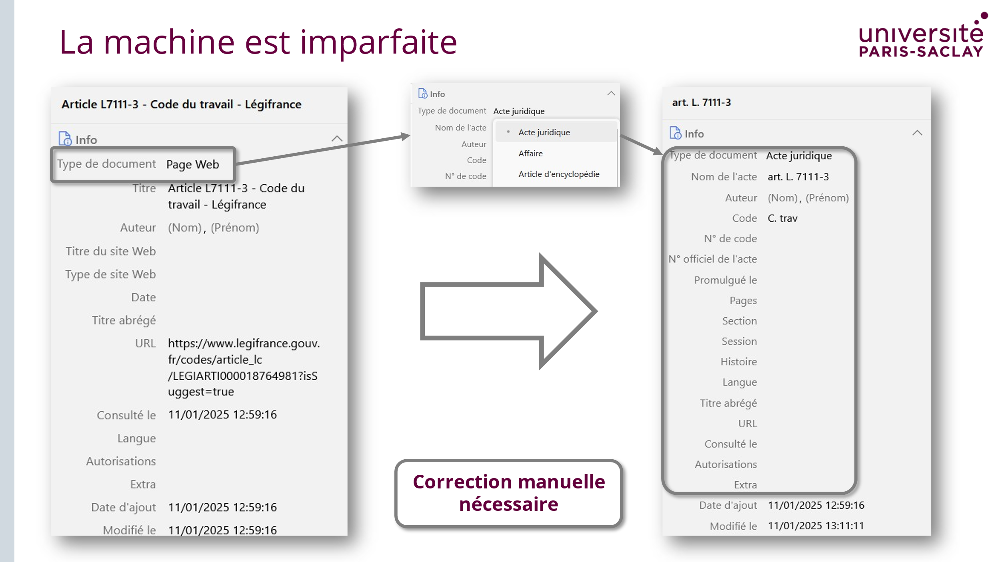 La machine est imparfaite
universite
PARIS-SACLAY
Article L7111-3 - Code du travail - Légifrance
Info
Type de document Page Web
Titre Article L7111-3 - Code du
travail - Légifrance
Auteur (Nom), (Prénom)
Titre du site Web
Type de site Web
Date
Titre abrégé
URL https://www.legifrance.gouv.
fr/codes/article_lc
/LEGIARTI000018764981?isS
uggest=true
Consulté le 11/01/2025 12:59:16
Langue
Autorisations
Extra
Date d'ajout 11/01/2025 12:59:16
Modifié le 11/01/2025 12:59:16
Info
Type de document Acte juridique
Nom de l'acte
Auteur
Code
N° de code
• Acte juridique
Affaire
Article d'encyclopédie
Correction manuelle
nécessaire
art. L. 7111-3
Info
Type de document Acte juridique
Nom de l'acte art. L. 7111-3
Auteur (Nom), (Prénom)
Code C. trav
N° de code
N° officiel de l'acte
Promulgué le
Pages
Section
Session
Histoire
Langue
Titre abrégé
URL
Consulté le
Autorisations
Extra
Date d'ajout 11/01/2025 12:59:16
Modifié le 11/01/2025 13:11:11